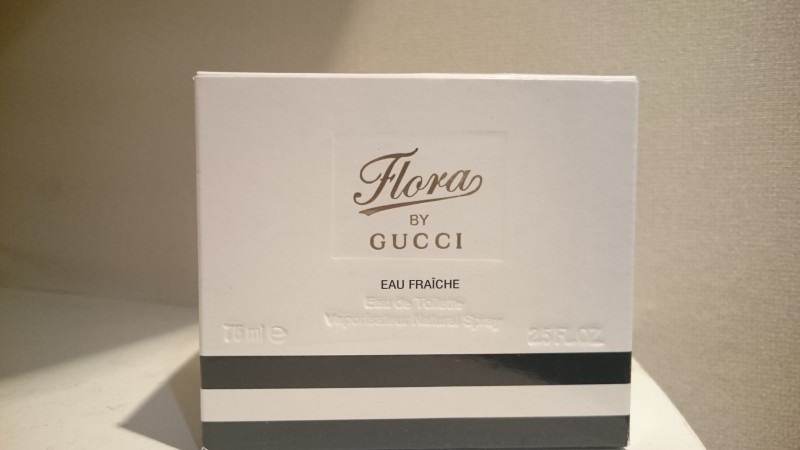 Flora
BY
GUCCI
EAU FRAÎCHE
Eau de Toilette
Vaporisateur Natural Spray
75 ml e 2.5 FL.OZ.